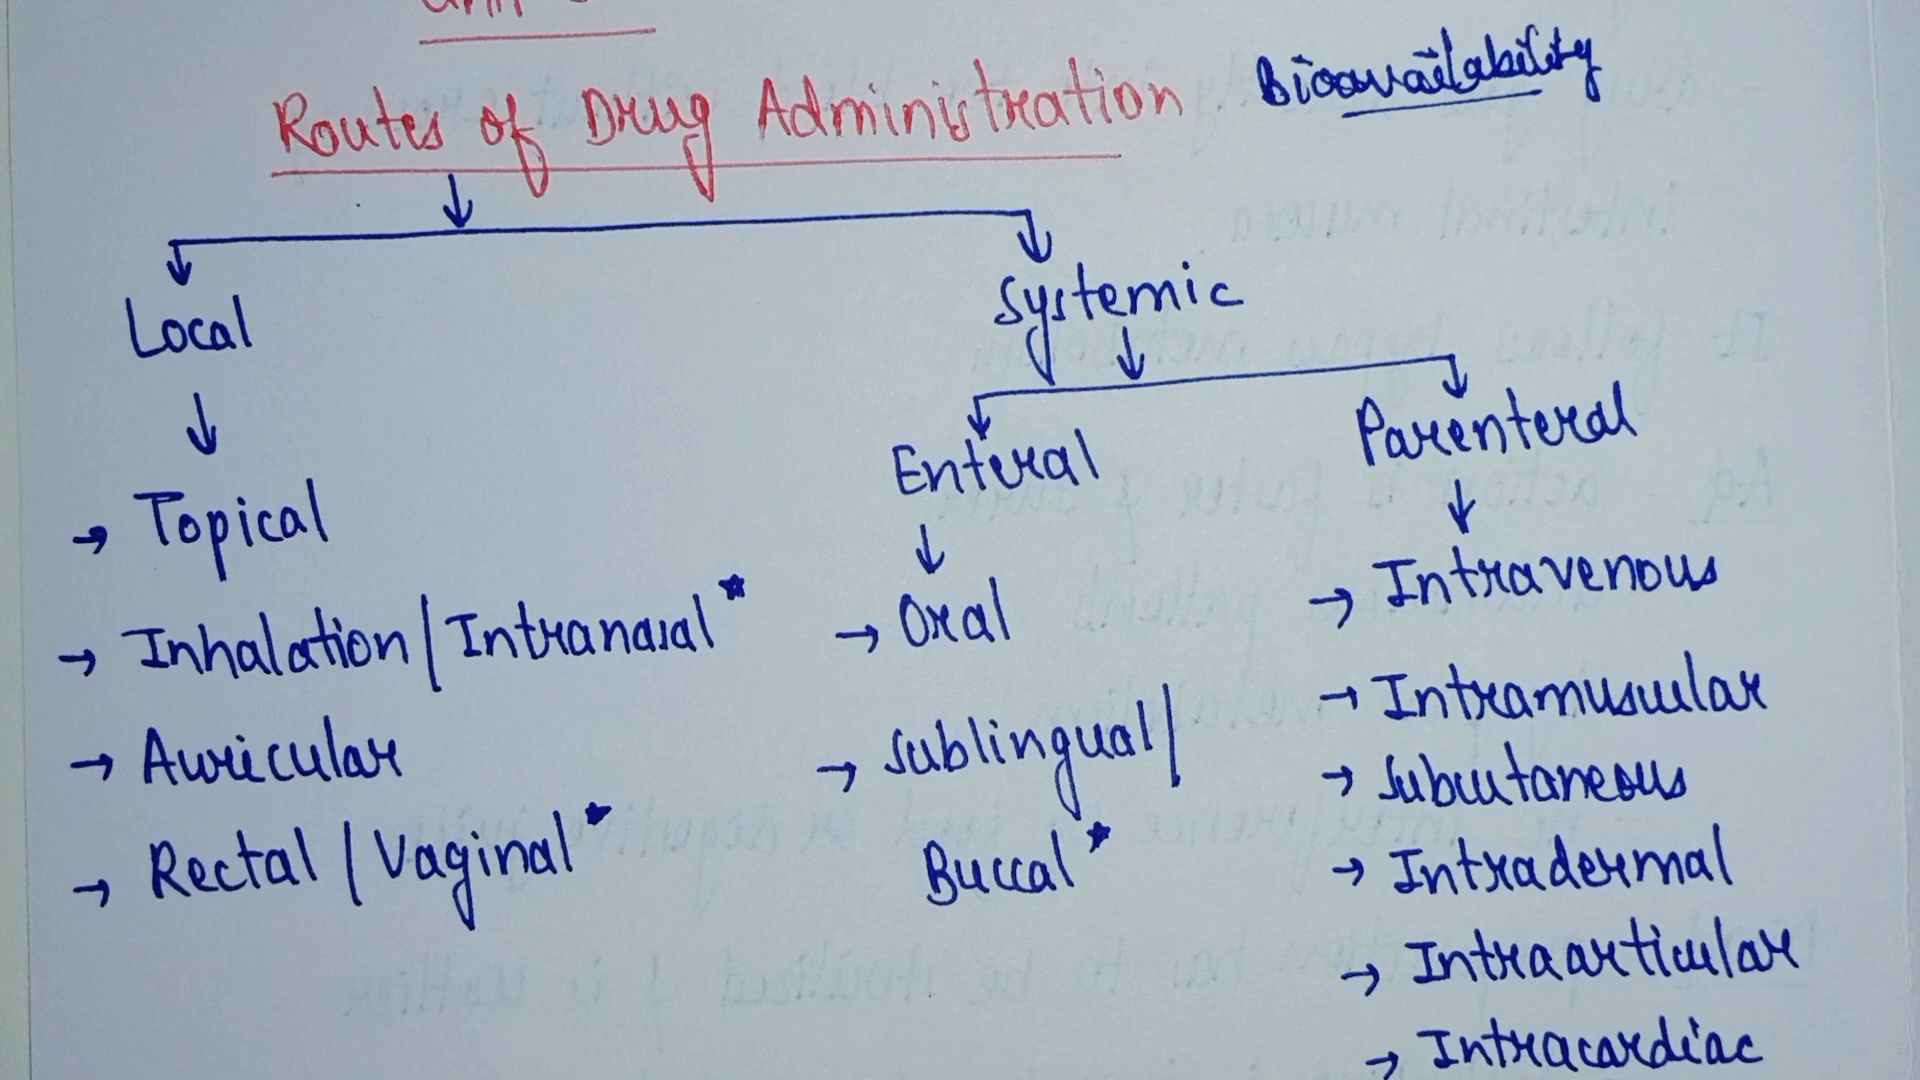 Unit
Routes of Drug Administration
Bioavailability
Local
Systemic
Enteral
Parenteral
→ Topical
→ Inhalation / Intranasal *
→ Auricular
→ Rectal / Vaginal *
→ Oral
→ Sublingual /
Buccal *
→ Intravenous
→ Intramuscular
→ Subcutaneous
→ Intradermal
→ Intraarticular
→ Intracardiac